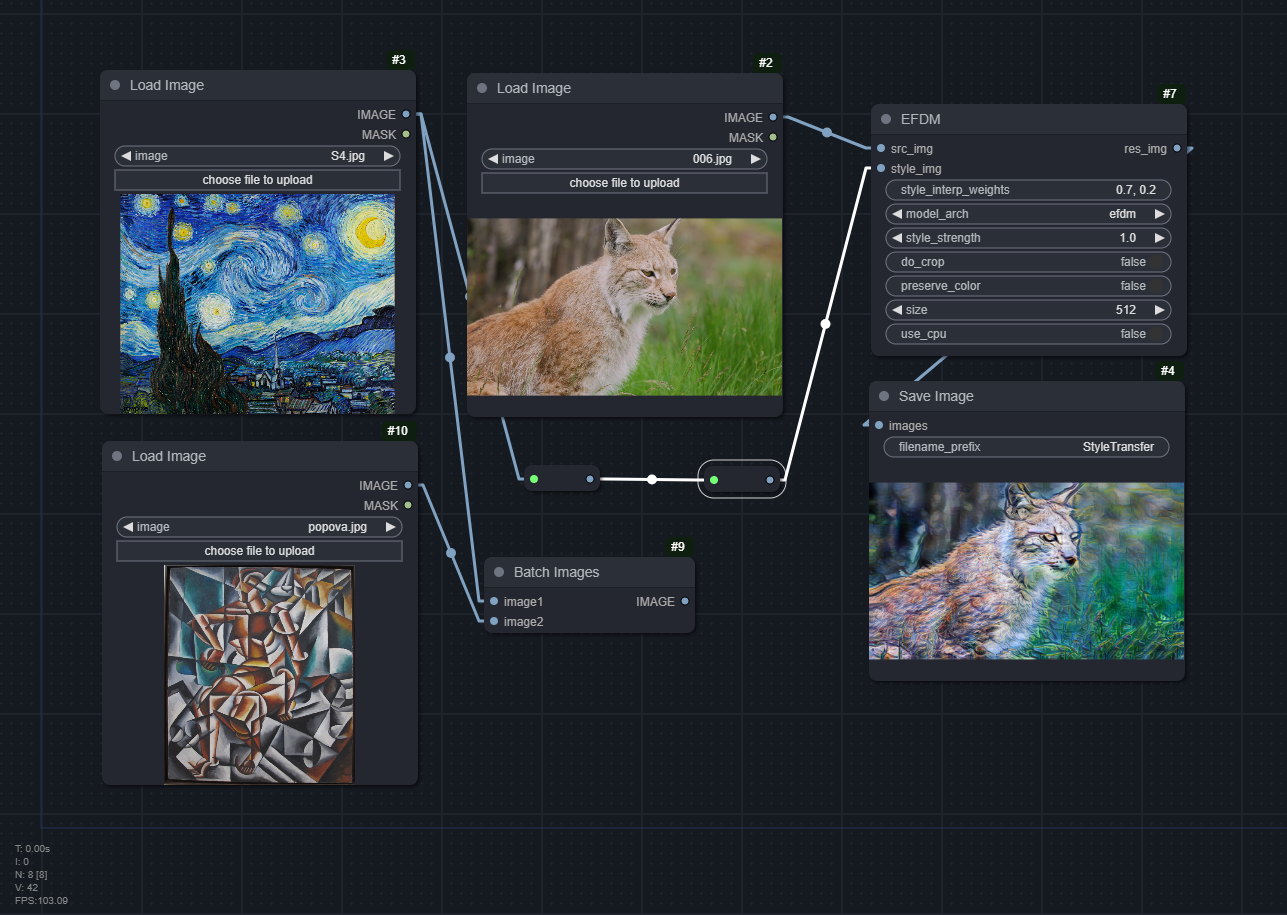 #3
Load Image
IMAGE
MASK
image S4.jpg
choose file to upload
#2
Load Image
IMAGE
MASK
image 006.jpg
choose file to upload
#7
EFDM
src_img res_img
style_img
style_interp_weights 0.7, 0.2
model_arch efdm
style_strength 1.0
do_crop false
preserve_color false
size 512
use_cpu false
#4
Save Image
images
filename_prefix StyleTransfer
#10
Load Image
IMAGE
MASK
image popova.jpg
choose file to upload
#9
Batch Images
image1 IMAGE
image2
T: 0.00s
I: 0
N: 8 [8]
V: 42
FPS:103.09